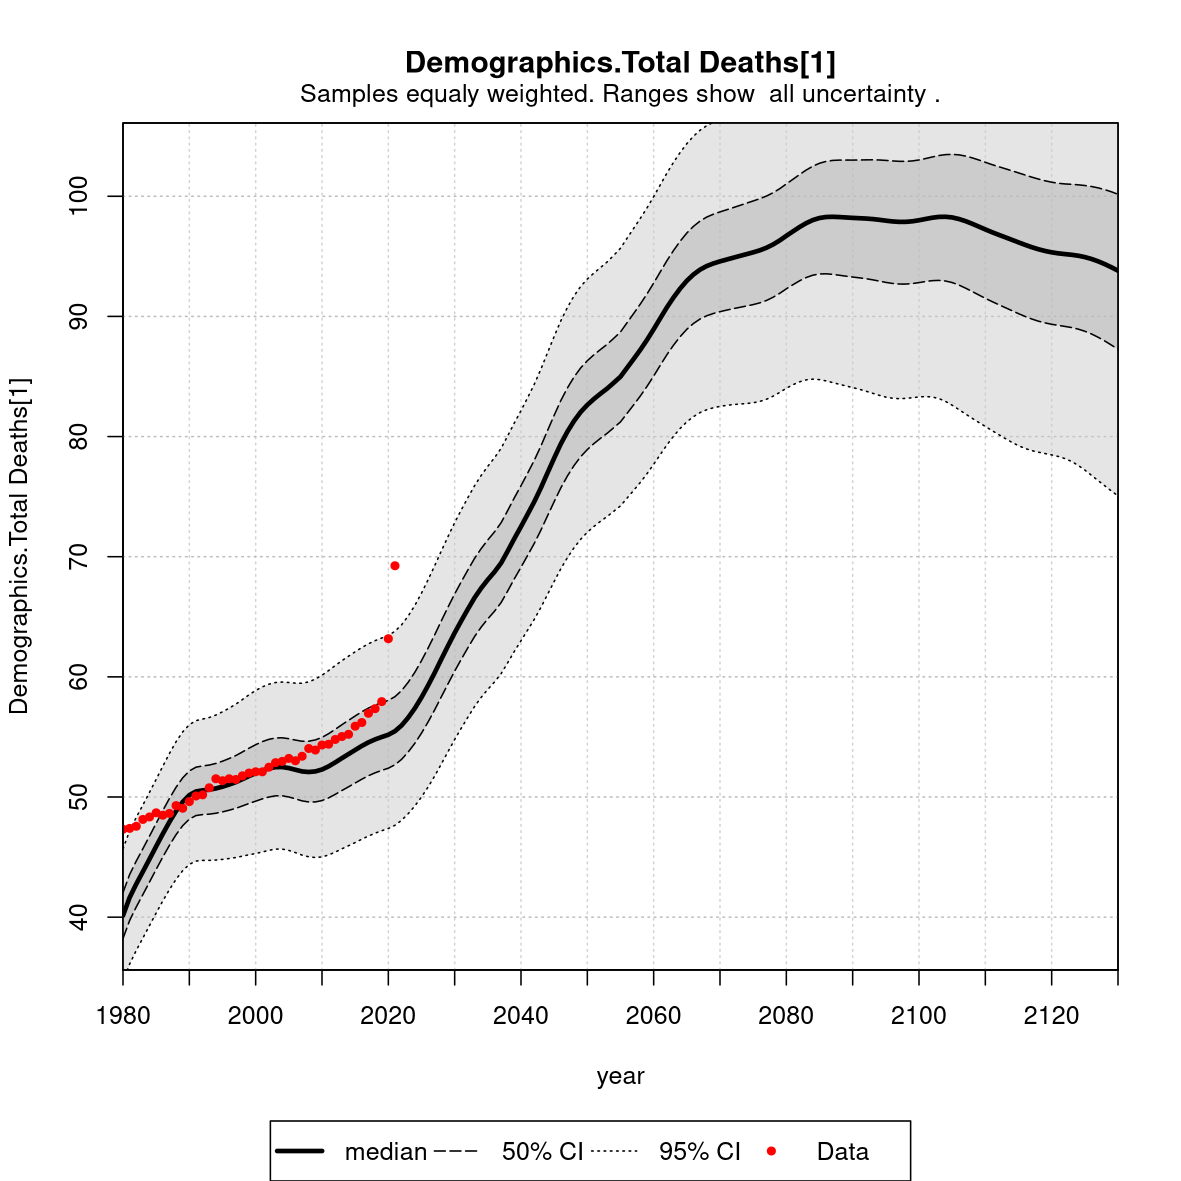 Demographics.Total Deaths[1]
Samples equaly weighted. Ranges show  all uncertainty .
Demographics.Total Deaths[1]
100
90
80
70
60
50
40
1980 2000 2020 2040 2060 2080 2100 2120
year
median 50% CI 95% CI Data